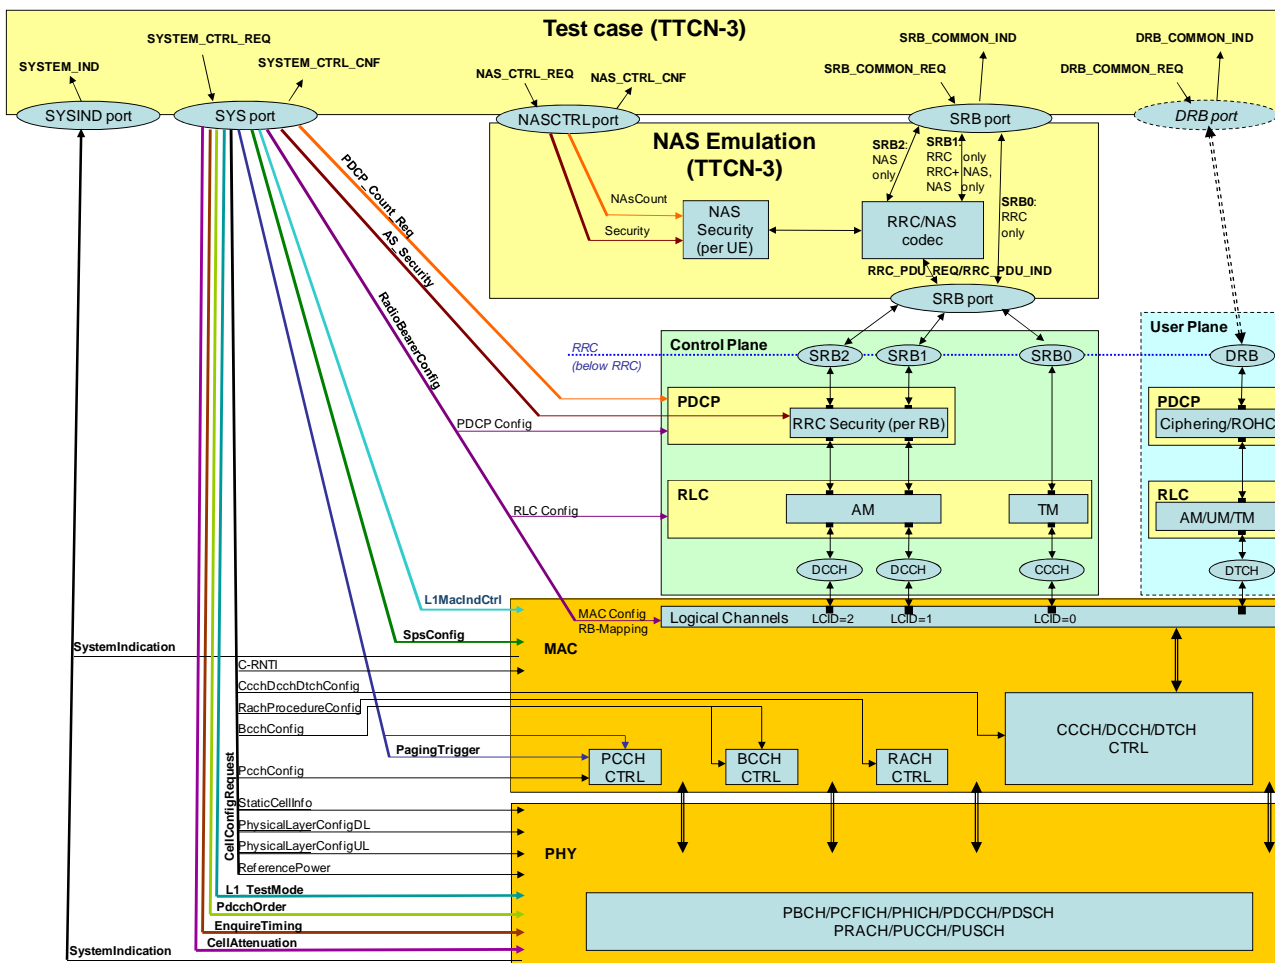 Test case (TTCN-3)
SYSTEM_IND
SYSTEM_CTRL_REQ
SYSTEM_CTRL_CNF
NAS_CTRL_REQ
NAS_CTRL_CNF
SRB_COMMON_IND
SRB_COMMON_REQ
DRB_COMMON_IND
DRB_COMMON_REQ
SYSIND port
SYS port
NASCTRL port
SRB port
DRB port
NAS Emulation
(TTCN-3)
SRB2:
NAS
only
SRB1:
RRC only
RRC+ NAS,
NAS only
SRB0:
RRC
only
NAsCount
Security
NAS
Security
(per UE)
RRC/NAS
codec
RRC_PDU_REQ/RRC_PDU_IND
SRB port
PDCP_Count_Req
AS_Security
RadioBearerConfig
RRC
(below RRC)
Control Plane
User Plane
SRB2
SRB1
SRB0
DRB
PDCP
RRC Security (per RB)
PDCP
Ciphering/ROHC
PDCP Config
RLC
AM
TM
RLC
AM/UM/TM
RLC Config
DCCH
DCCH
CCCH
DTCH
L1MacIndCtrl
MAC Config
RB-Mapping
Logical Channels
LCID=2
LCID=1
LCID=0
SpsConfig
MAC
SystemIndication
C-RNTI
CcchDcchDtchConfig
RachProcedureConfig
BcchConfig
PagingTrigger
PcchConfig
PCCH
CTRL
BCCH
CTRL
RACH
CTRL
CCCH/DCCH/DTCH
CTRL
CellConfigRequest
StaticCellInfo
PhysicalLayerConfigDL
PhysicalLayerConfigUL
ReferencePower
PHY
L1_TestMode
PdcchOrder
EnquireTiming
CellAttenuation
SystemIndication
PBCH/PCFICH/PHICH/PDCCH/PDSCH
PRACH/PUCCH/PUSCH